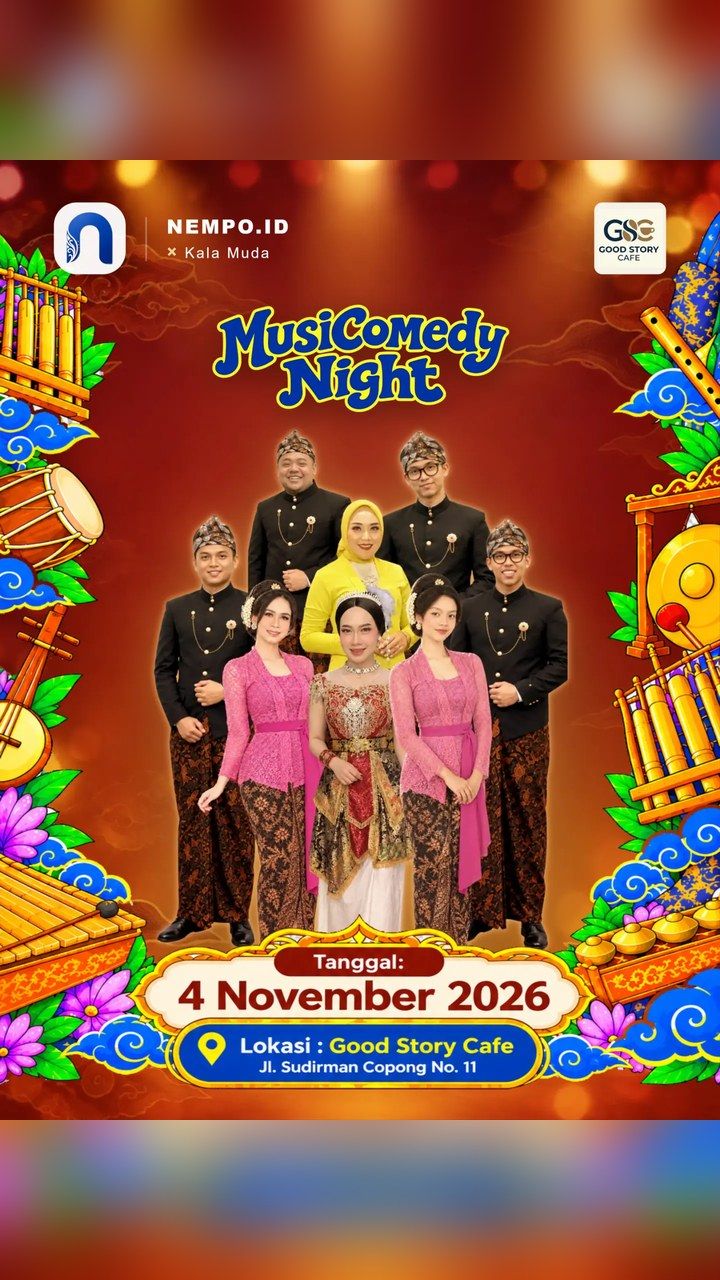 NEMPO.ID
× Kala Muda
GSC
GOOD STORY
CAFE
MusiComedy
Night
Tanggal:
4 November 2026
Lokasi : Good Story Cafe
Jl. Sudirman Copong No. 11